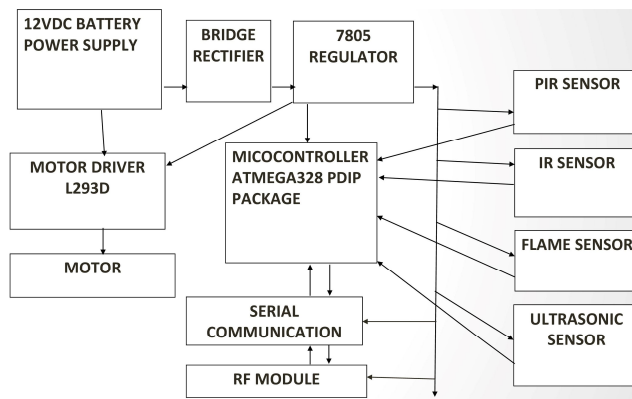 12VDC BATTERY
POWER SUPPLY
BRIDGE
RECTIFIER
7805
REGULATOR
PIR SENSOR
MOTOR DRIVER
L293D
MICOCONTROLLER
ATMEGA328 PDIP
PACKAGE
IR SENSOR
FLAME SENSOR
MOTOR
SERIAL
COMMUNICATION
ULTRASONIC
SENSOR
RF MODULE